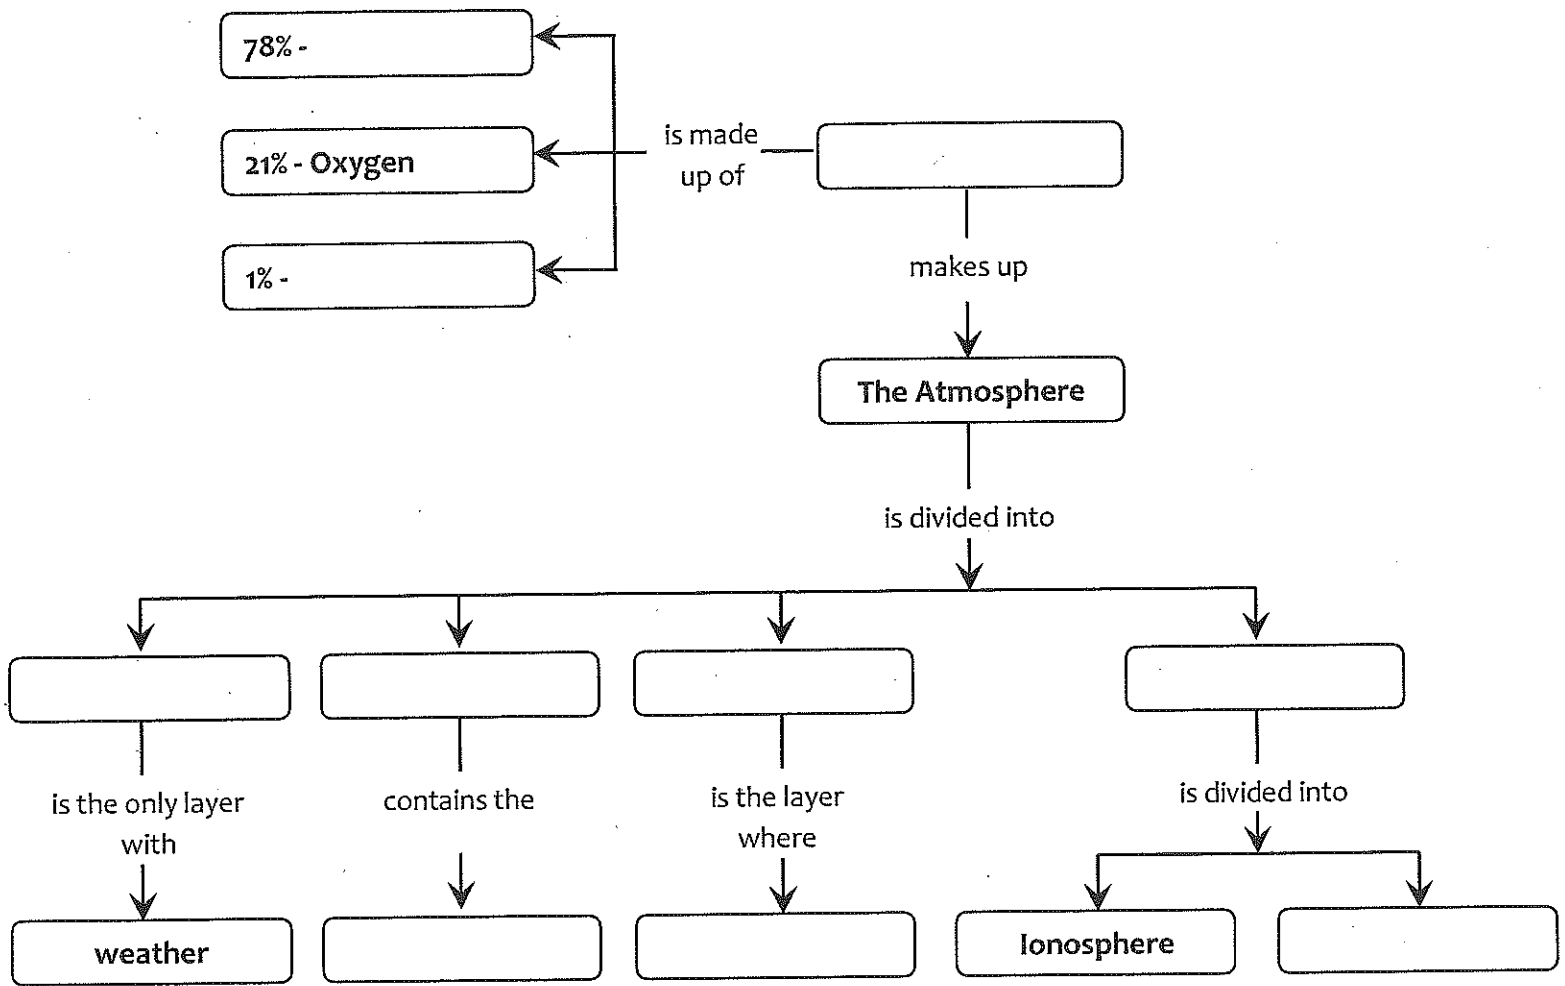 78% -
21% - Oxygen
is made
up of
1% -
makes up
The Atmosphere
is divided into
is the only layer
with
contains the
is the layer
where
is divided into
weather
Ionosphere